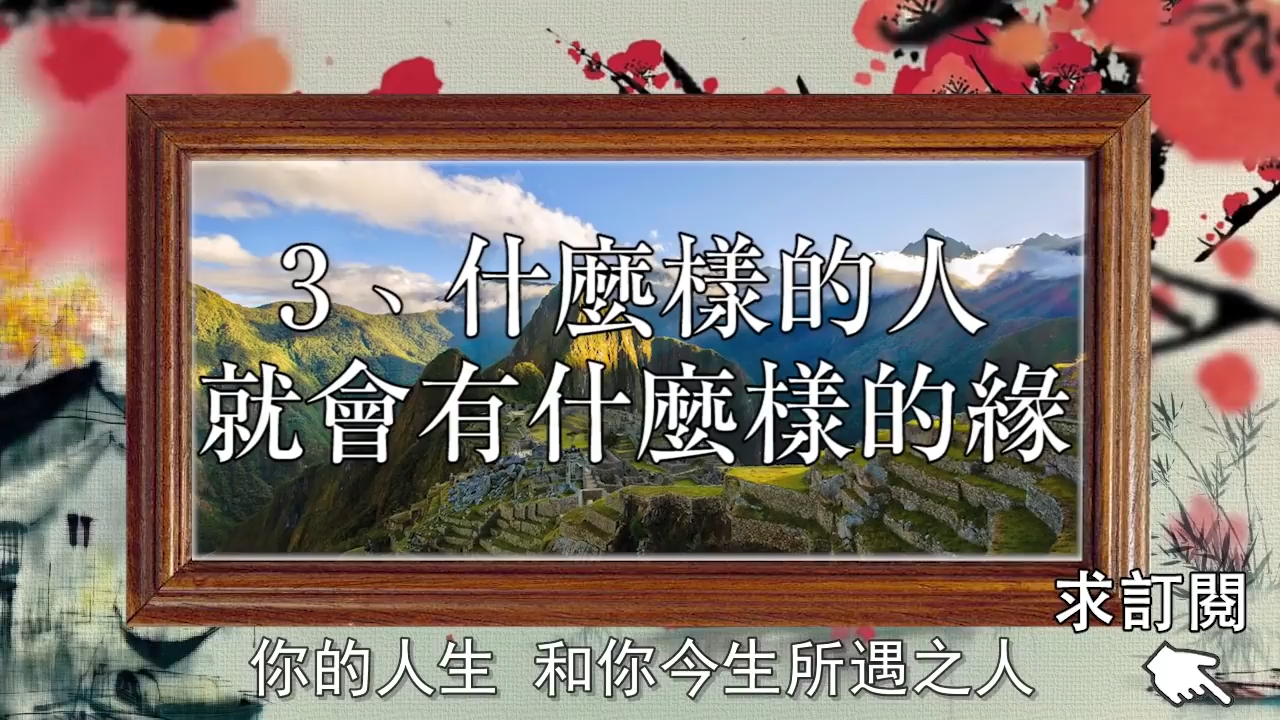 3、什麼樣的人
就會有什麼樣的緣
求訂閱
你的人生 和你今生所遇之人